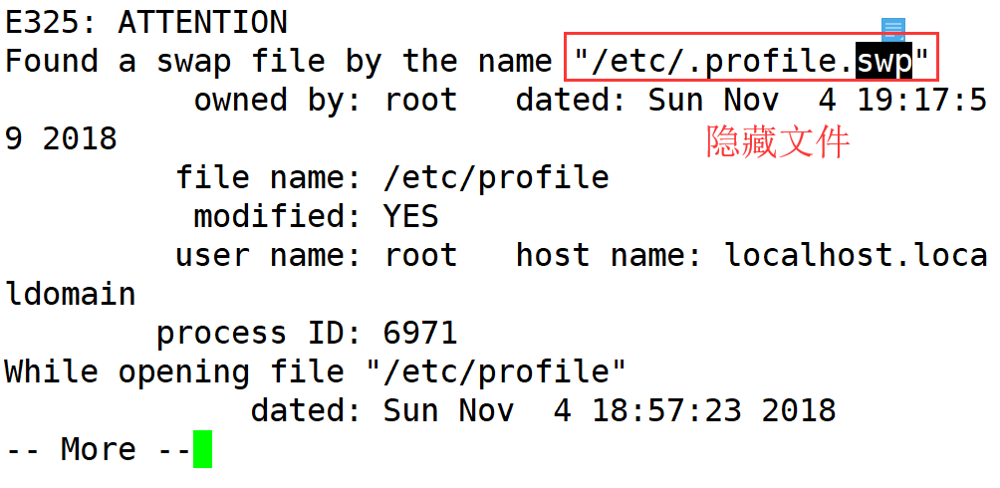 E325: ATTENTION
Found a swap file by the name "/etc/.profile.swp"
owned by: root   dated: Sun Nov  4 19:17:5
9 2018
隐藏文件
file name: /etc/profile
modified: YES
user name: root   host name: localhost.loca
ldomain
process ID: 6971
While opening file "/etc/profile"
dated: Sun Nov  4 18:57:23 2018
-- More --